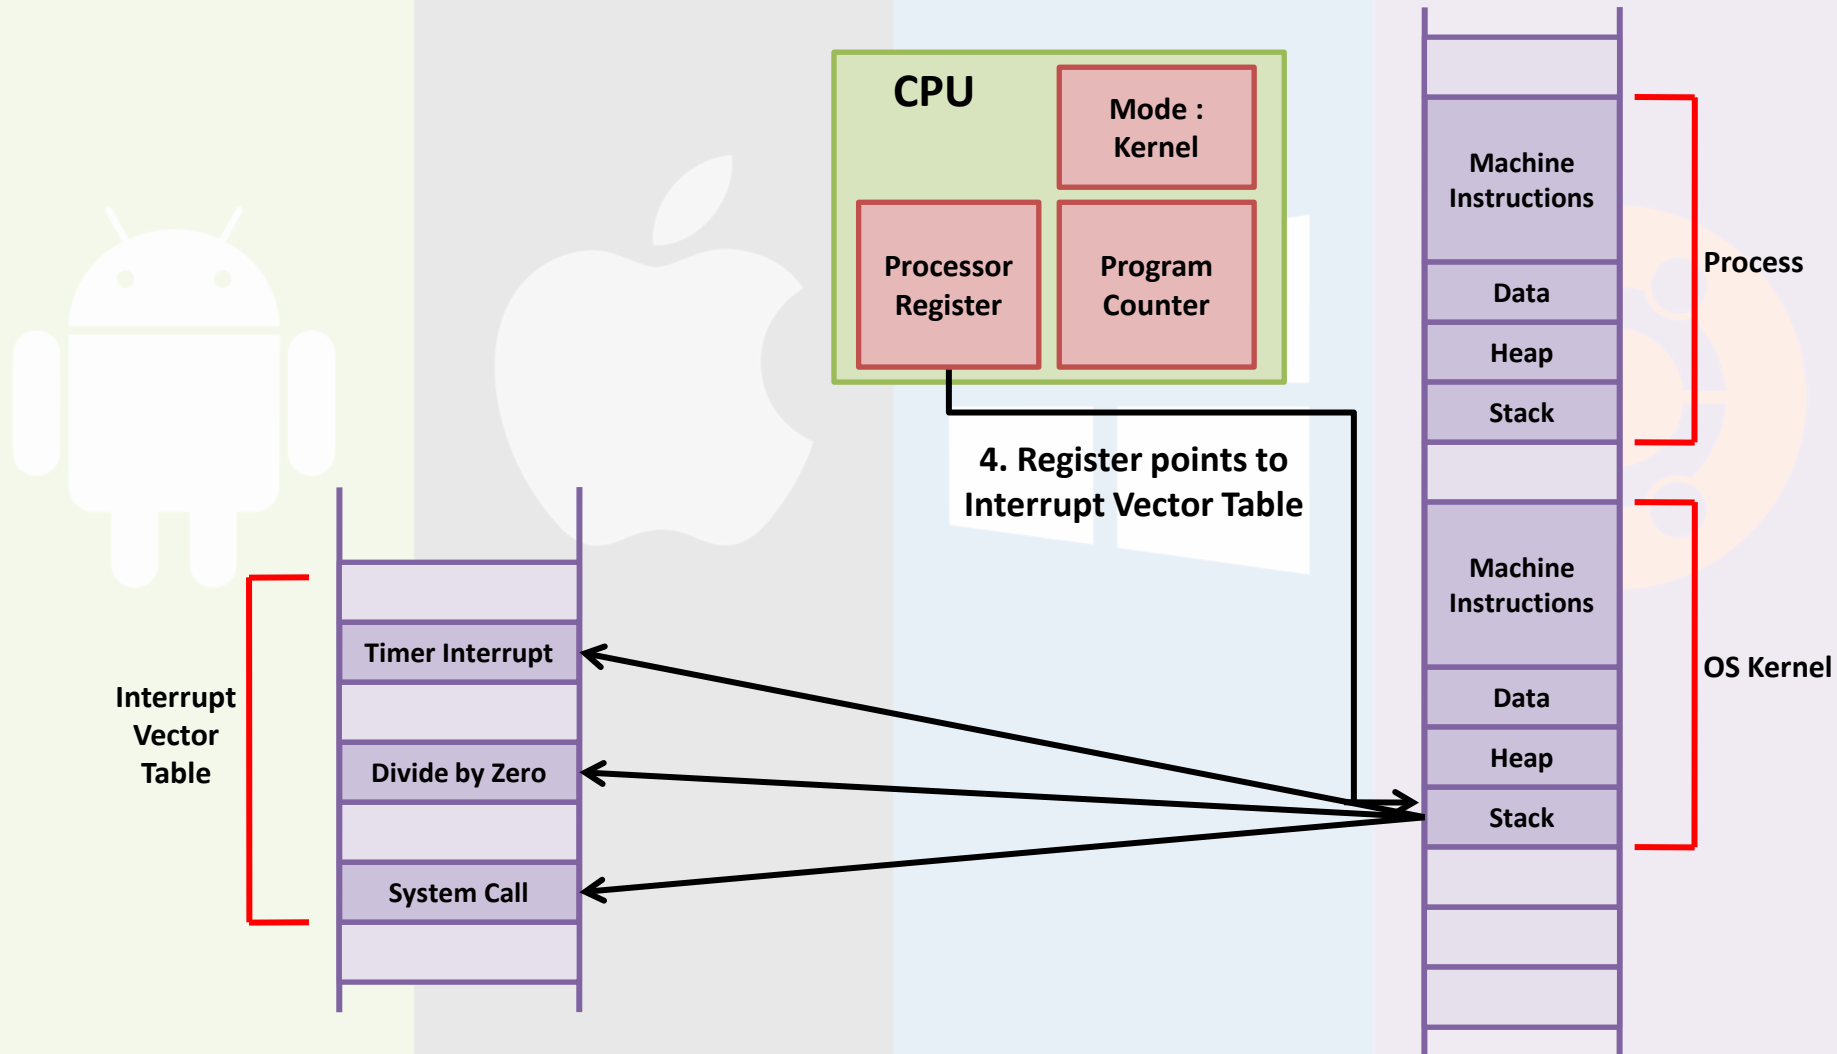 CPU
Mode :
Kernel
Processor
Register
Program
Counter
4. Register points to
Interrupt Vector Table
Machine
Instructions
Data
Heap
Stack
Process
Machine
Instructions
Data
Heap
Stack
OS Kernel
Interrupt
Vector
Table
Timer Interrupt
Divide by Zero
System Call